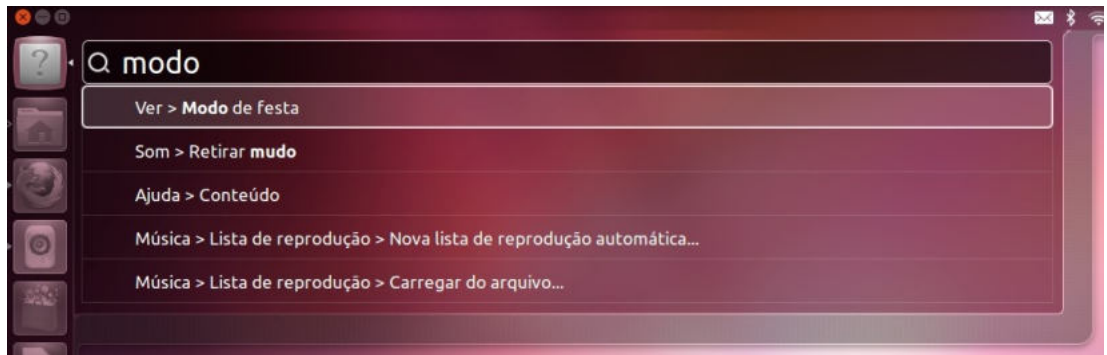 modo
Ver > Modo de festa
Som > Retirar mudo
Ajuda > Conteúdo
Música > Lista de reprodução > Nova lista de reprodução automática...
Música > Lista de reprodução > Carregar do arquivo...